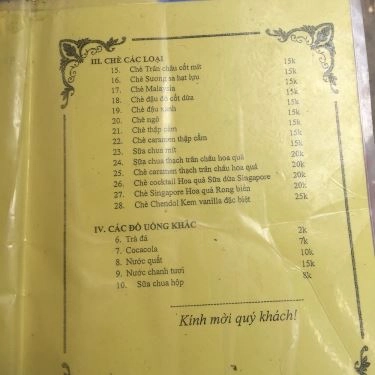 III. CHÈ CÁC LOẠI
15. Chè Trân châu cốt mít 15k
16. Chè Sương sa hạt lựu 15k
17. Chè Malaysia 15k
18. Chè đậu đỏ cốt dừa 15k
19. Chè đậu xanh 15k
20. Chè ngô 15k
21. Chè thập cẩm 15k
22. Chè caramen thập cẩm 15k
23. Sữa chua mít 15k
24. Sữa chua thạch trân châu hoa quả 20k
25. Chè caramen thạch trân châu hoa quả 20k
26. Chè cocktail Hoa quả Sữa dừa Singapore 20k
27. Chè Singapore Hoa quả Rong biển 20k
28. Chè Chendol Kem vanilla đặc biệt 25k
IV. CÁC ĐỒ UỐNG KHÁC
6. Trà đá 2k
7. Cocacola 7k
8. Nước quất 10k
9. Nước chanh tươi 15k
10. Sữa chua hộp 8k
Kính mời quý khách!